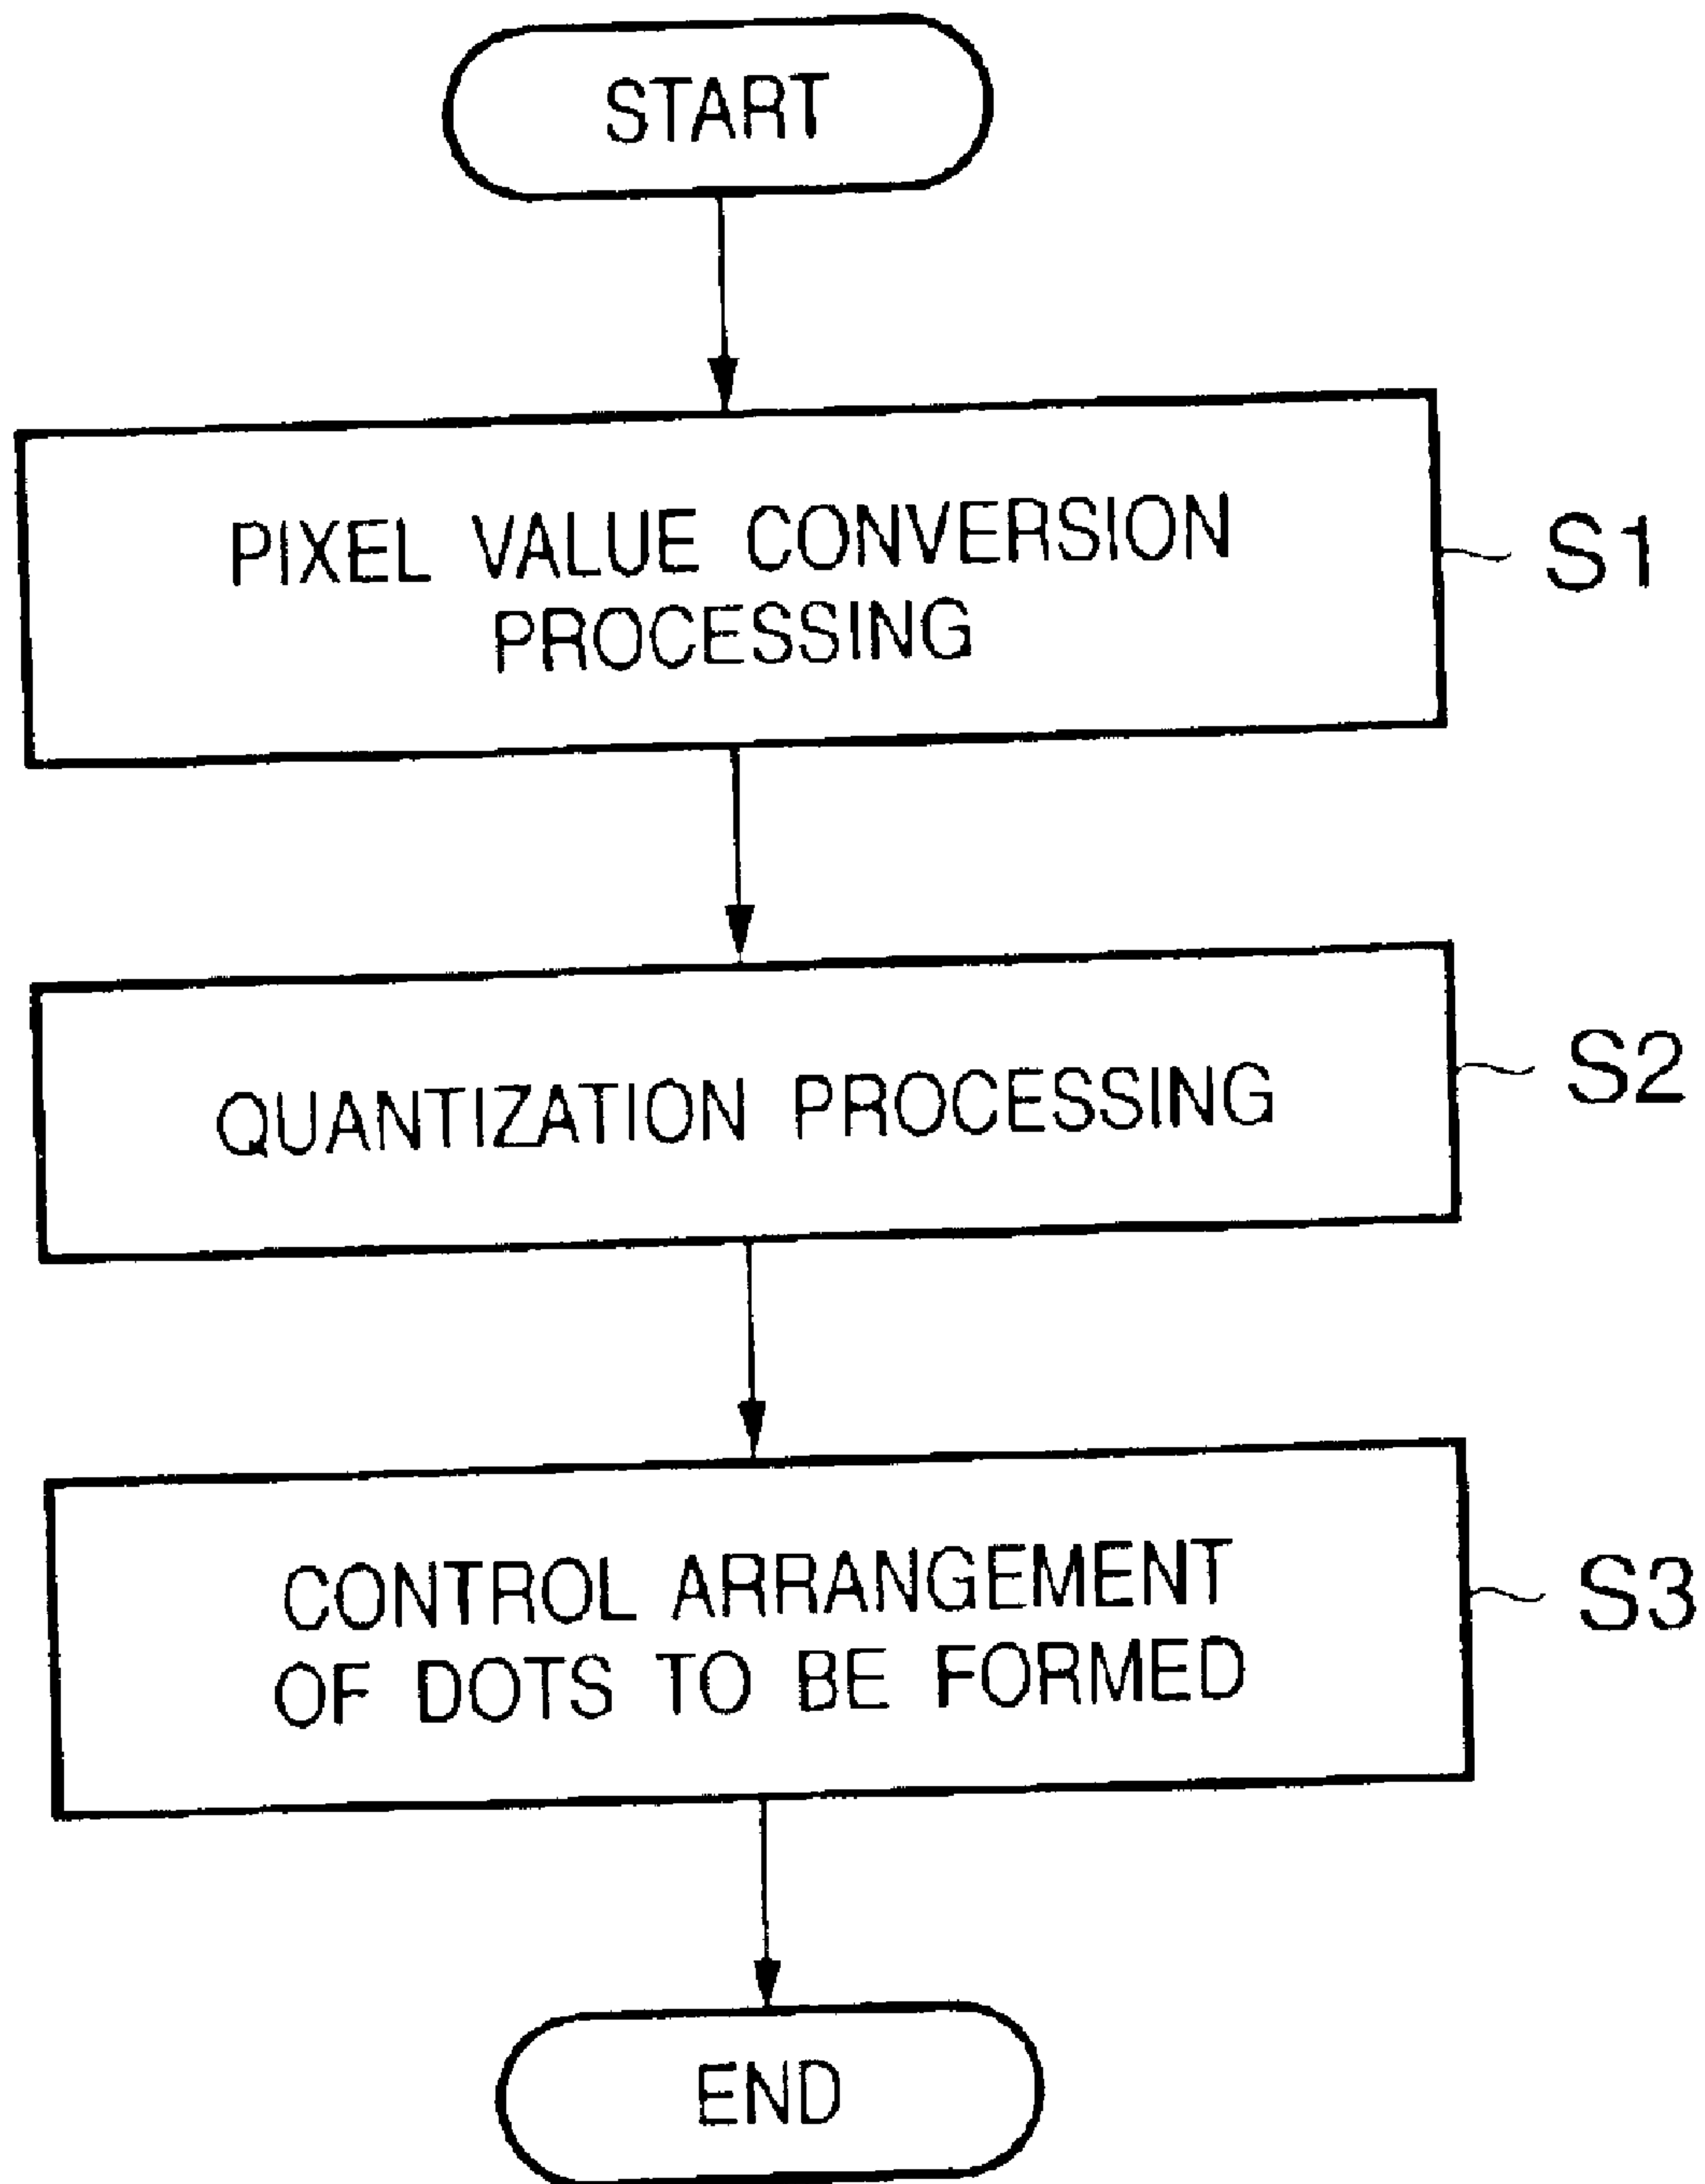 START
PIXEL VALUE CONVERSION
PROCESSING
S1
QUANTIZATION PROCESSING
S2
CONTROL ARRANGEMENT
OF DOTS TO BE FORMED
S3
END